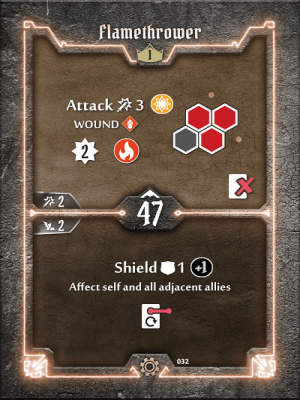 Flamethrower
1
Attack 3
WOUND
2
2
47
2
Shield 1 +1
Affect self and all adjacent allies
032